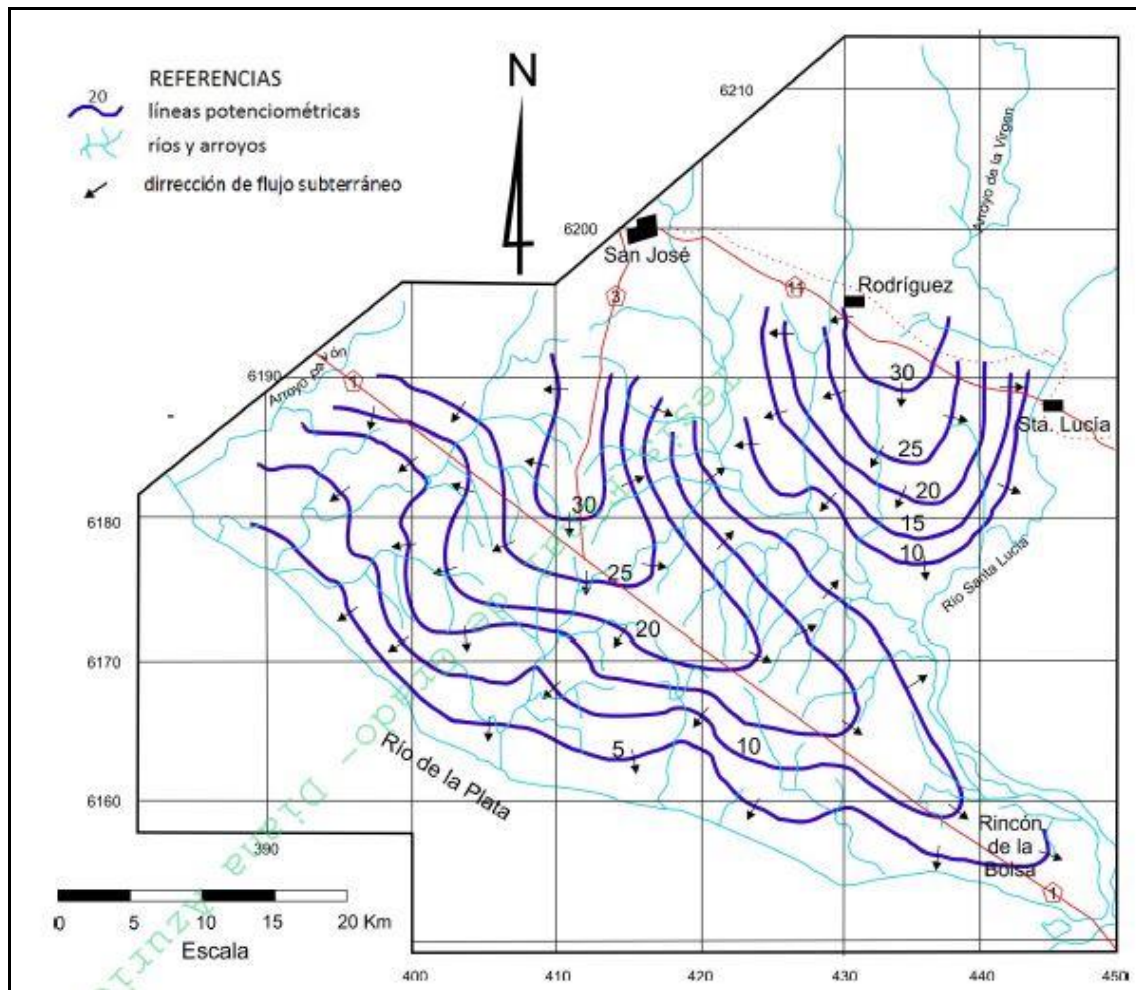 REFERENCIAS
20
líneas potenciométricas
ríos y arroyos
dirrección de flujo subterráneo
N
6210
6200
6190
6180
6170
6160
San José
3
11
Rodríguez
Arroyo de la Virgen
Arroyo
1
30
25
20
15
10
Sta. Lucía
Río Santa Lucía
30
25
20
10
5
Río de la Plata
Rincón
de la
Bolsa
1
390
400
410
420
430
440
450
0 5 10 15 20 Km
Escala
Diana Azuri